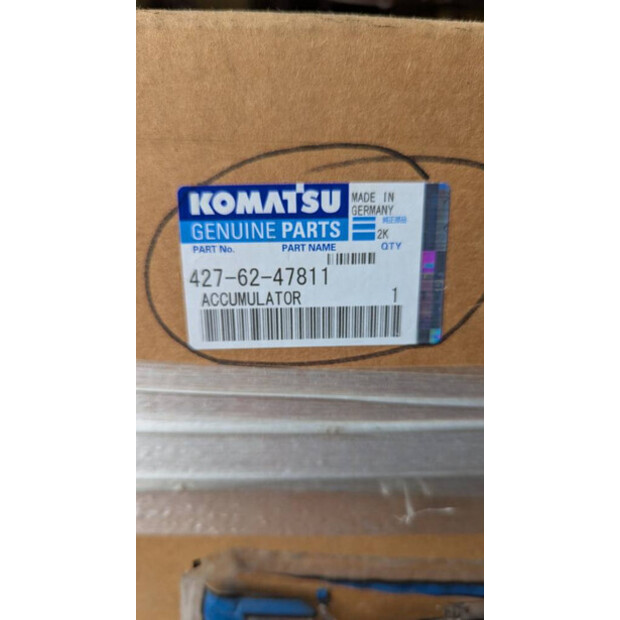 KOMATSU
MADE IN
GERMANY
GENUINE PARTS
2K
PART No. PART NAME QTY
427-62-47811
ACCUMULATOR 1